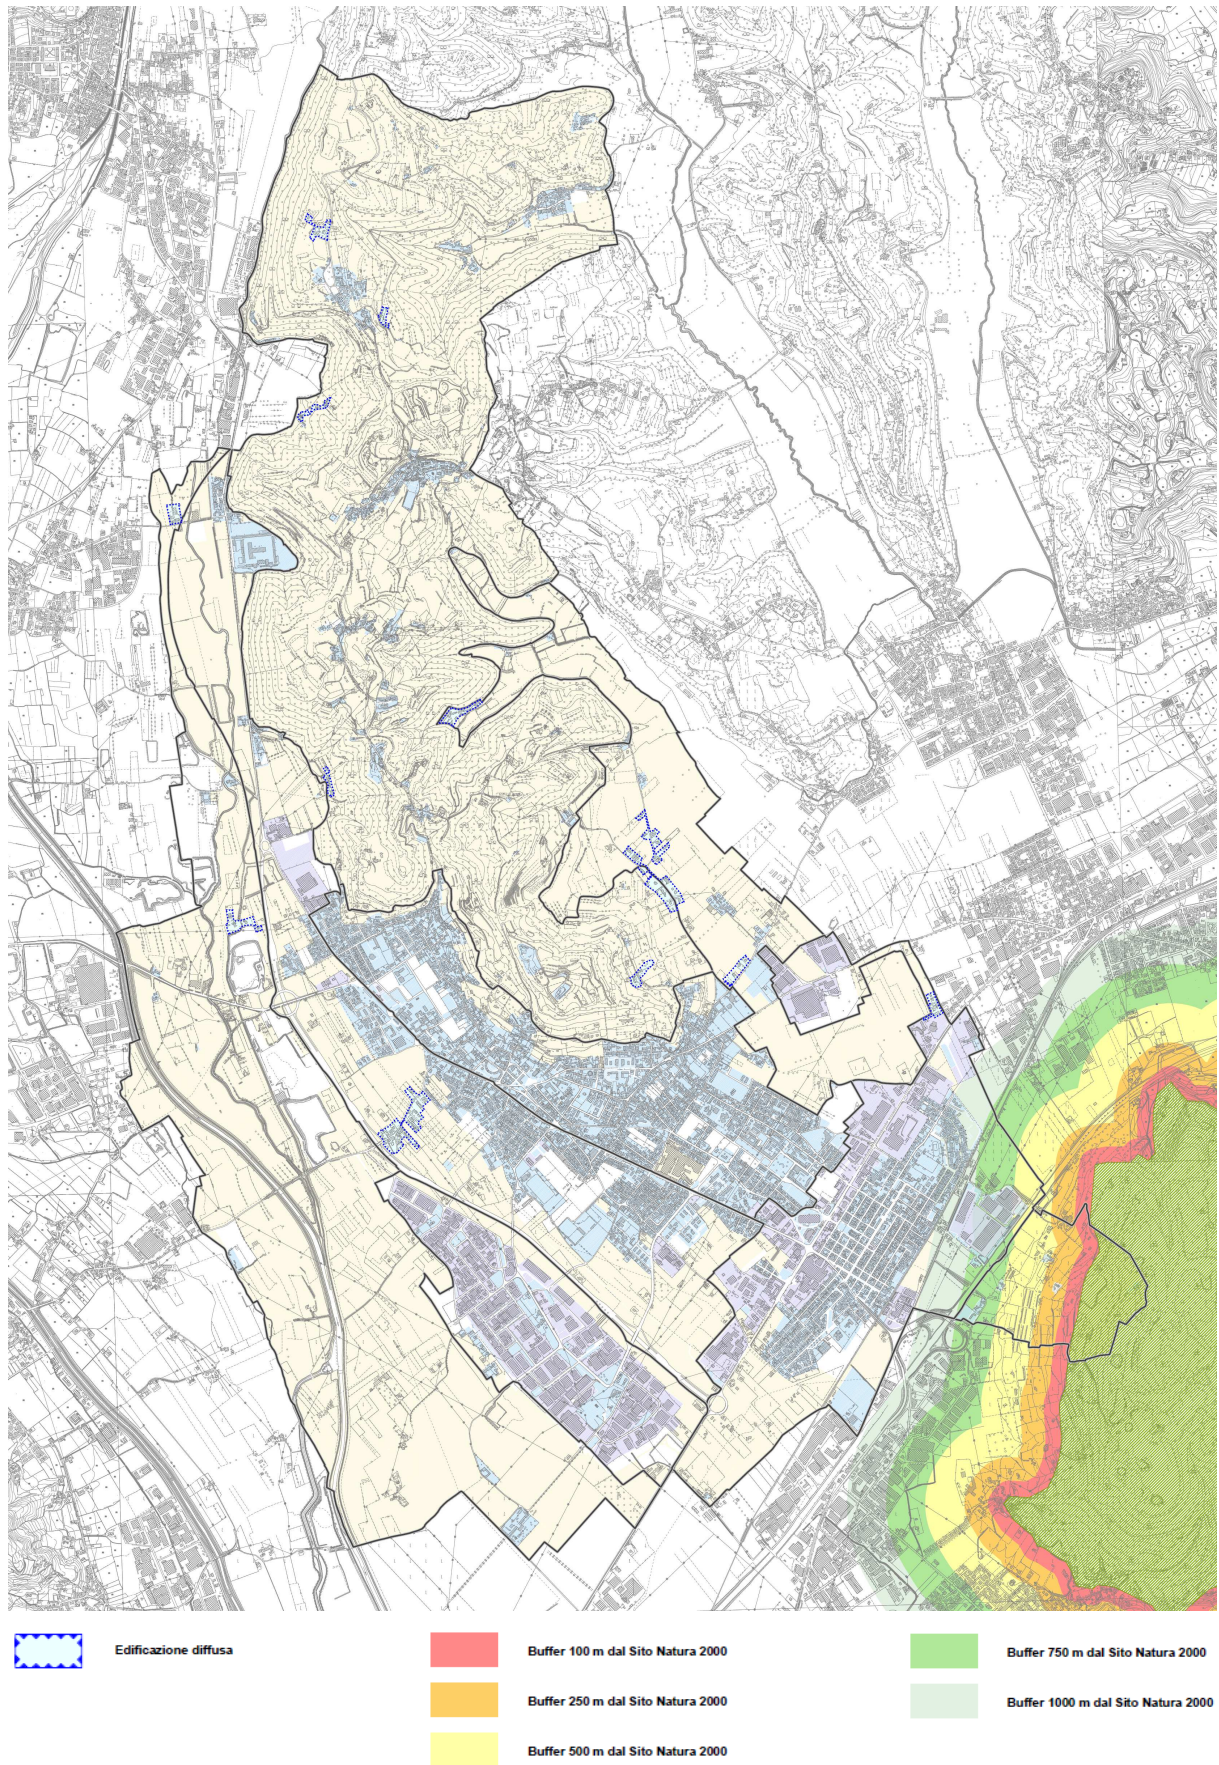 Edificazione diffusa
Buffer 100 m dal Sito Natura 2000
Buffer 250 m dal Sito Natura 2000
Buffer 500 m dal Sito Natura 2000
Buffer 750 m dal Sito Natura 2000
Buffer 1000 m dal Sito Natura 2000